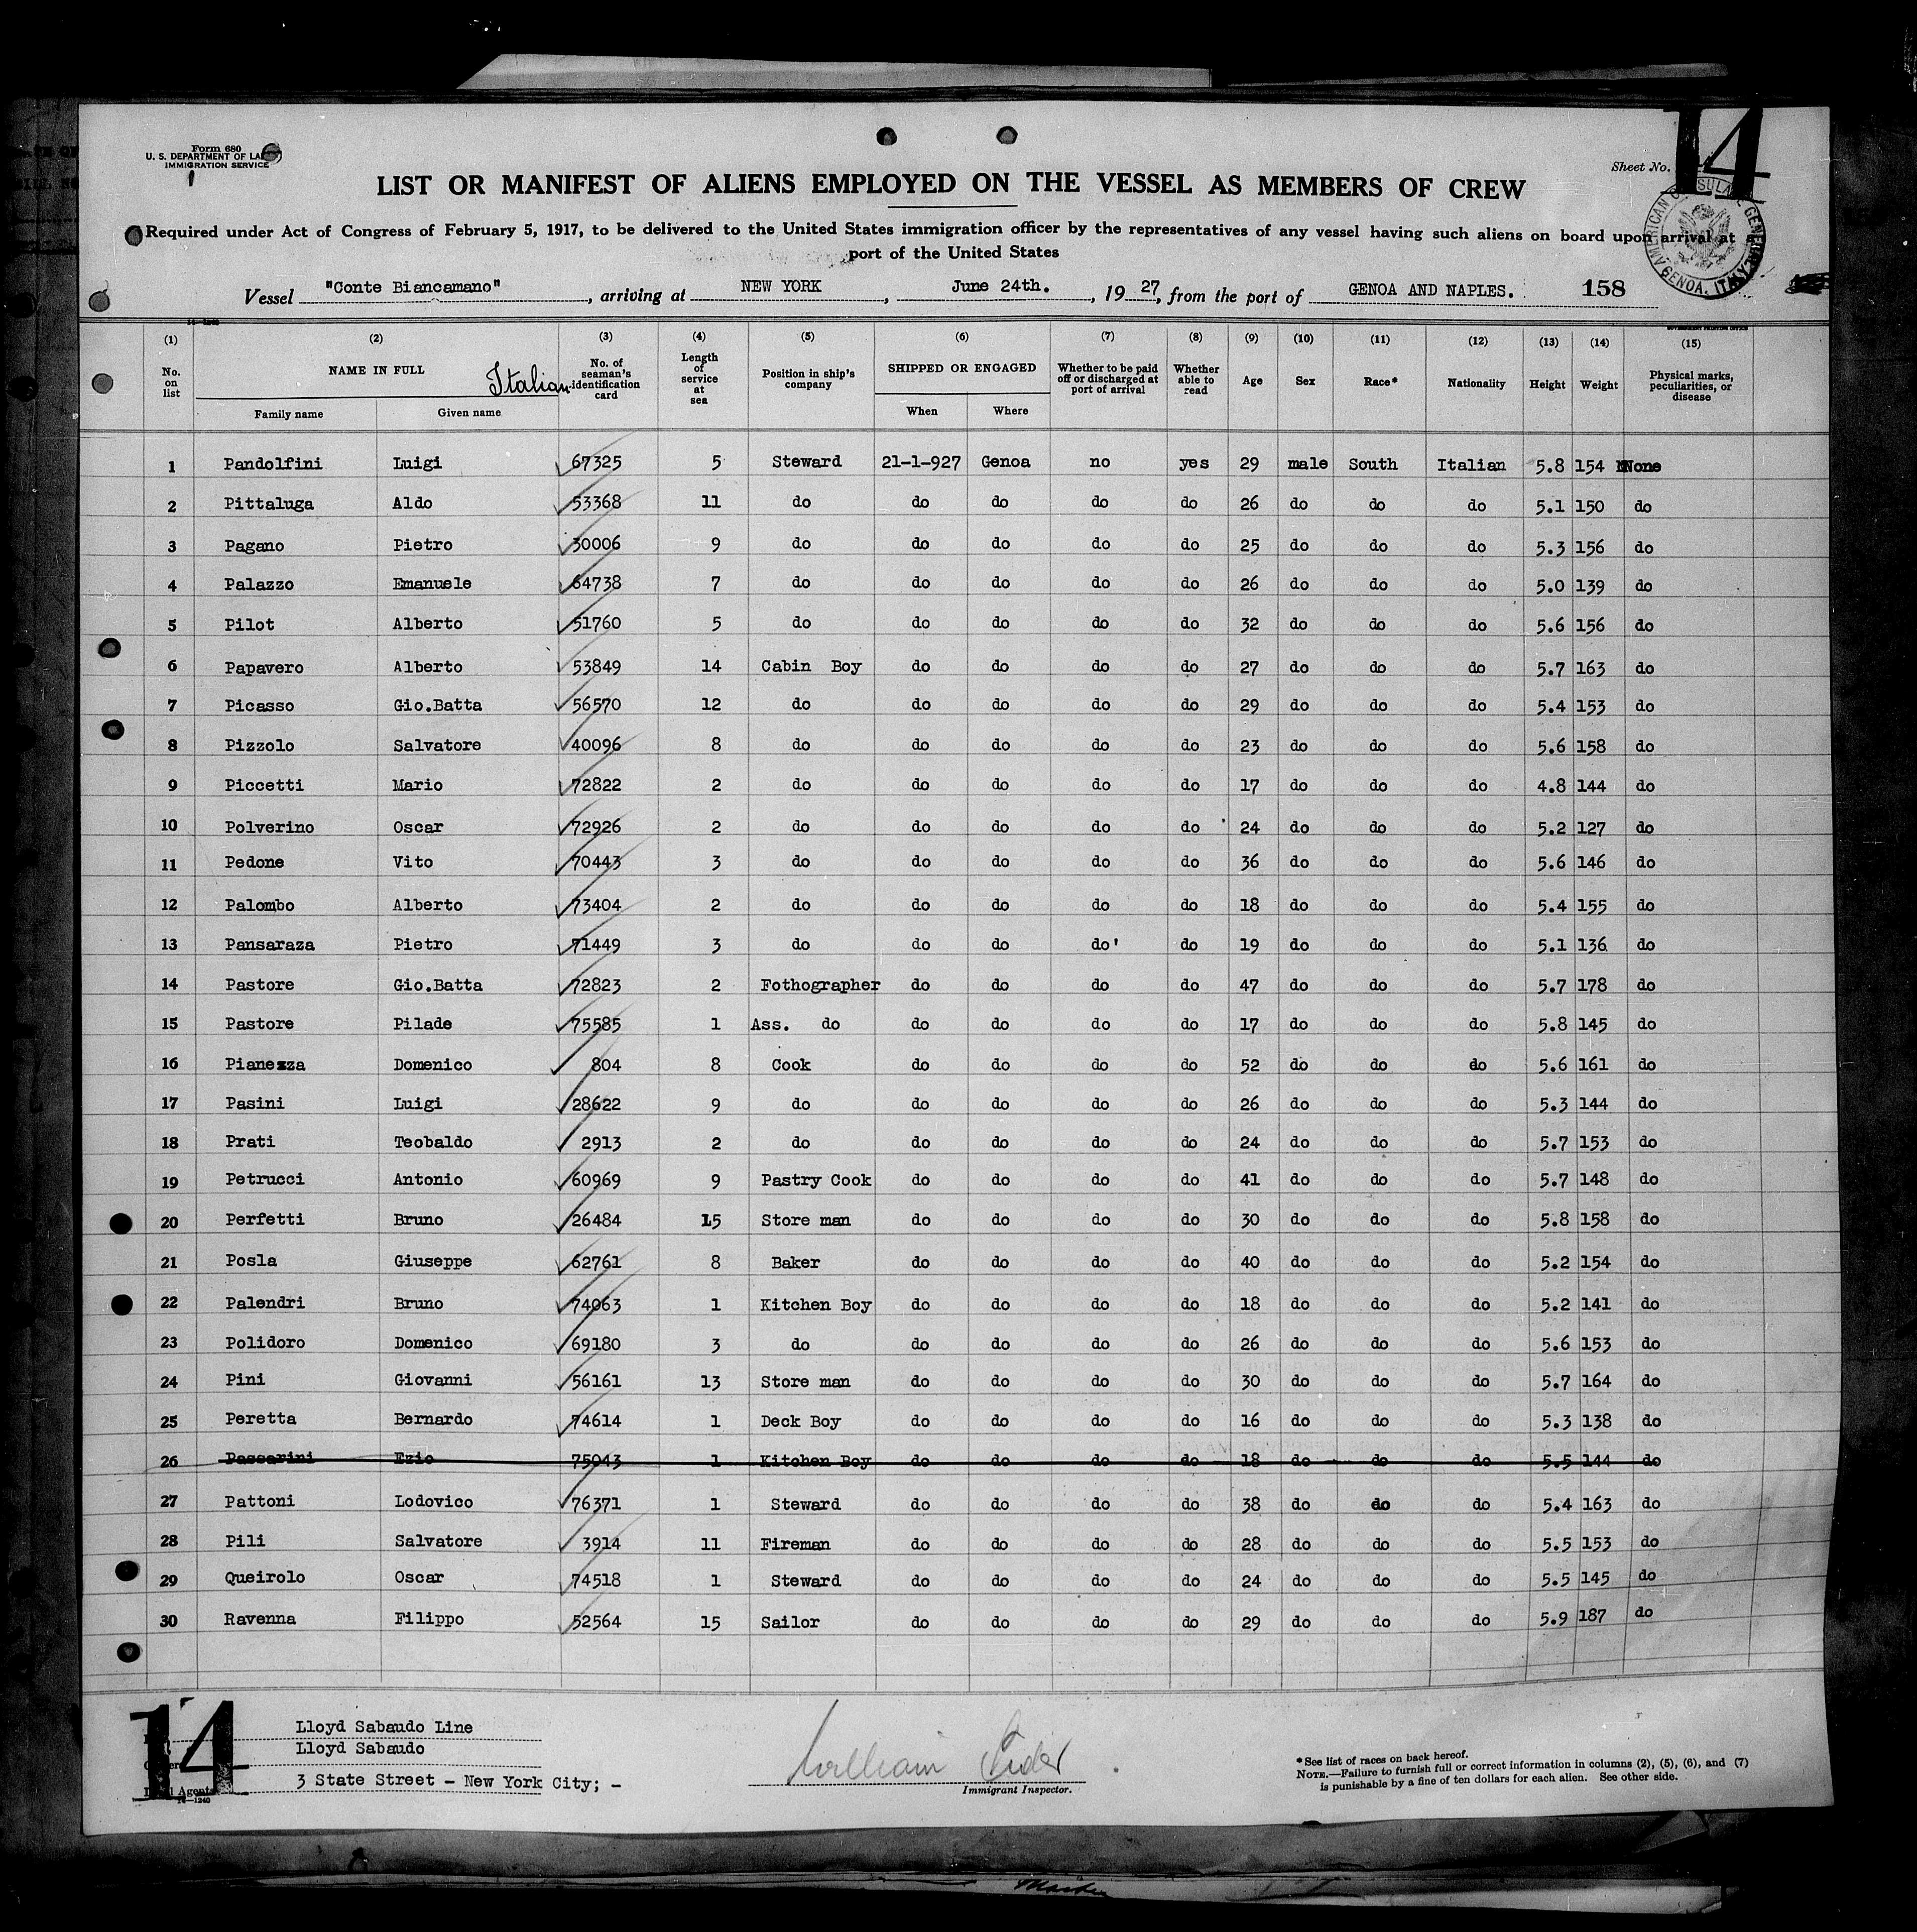 Form 680
U. S. DEPARTMENT OF
IMMIGRATION SERVICE
Sheet No. 14
LIST OR MANIFEST OF ALIENS EMPLOYED ON THE VESSEL AS MEMBERS OF CREW
AMERICAN CONSULATE GENERAL GENOA, ITALY
Required under Act of Congress of February 5, 1917, to be delivered to the United States immigration officer by the representatives of any vessel having such aliens on board upon arrival at a
port of the United States
Vessel "Conte Biancamano", arriving at NEW YORK, June 24th., 1927, from the port of GENOA AND NAPLES. 158
GOVERNMENT PRINTING OFFICE
(1) (2) (3) (4) (5) (6) (7) (8) (9) (10) (11) (12) (13) (14) (15)
No. on list NAME IN FULL Italian No. of seaman's identification card Length of service at sea Position in ship's company SHIPPED OR ENGAGED Whether to be paid off or discharged at port of arrival Whether able to read Age Sex Race* Nationality Height Weight Physical marks, peculiarities, or disease
Family name Given name When Where
1 Pandolfini Luigi 67325 5 Steward 21-1-927 Genoa no yes 29 male South Italian 5.8 154 None
2 Pittaluga Aldo 53368 11 do do do do do 26 do do do 5.1 150 do
3 Pagano Pietro 30006 9 do do do do do 25 do do do 5.3 156 do
4 Palazzo Emanuele 64738 7 do do do do do 26 do do do 5.0 139 do
5 Pilot Alberto 51760 5 do do do do do 32 do do do 5.6 156 do
6 Papavero Alberto 53849 14 Cabin Boy do do do do 27 do do do 5.7 163 do
7 Picasso Gio.Batta 56570 12 do do do do do 29 do do do 5.4 153 do
8 Pizzolo Salvatore 40096 8 do do do do do 23 do do do 5.6 158 do
9 Piccetti Mario 72822 2 do do do do do 17 do do do 4.8 144 do
10 Polverino Oscar 72926 2 do do do do do 24 do do do 5.2 127 do
11 Pedone Vito 70443 3 do do do do do 36 do do do 5.6 146 do
12 Palombo Alberto 73404 2 do do do do do 18 do do do 5.4 155 do
13 Pansaraza Pietro 71449 3 do do do do' do 19 do do do 5.1 136 do
14 Pastore Gio.Batta 72823 2 Fothographer do do do do 47 do do do 5.7 178 do
15 Pastore Pilade 75585 1 Ass. do do do do do 17 do do do 5.8 145 do
16 Pianezza Domenico 804 8 Cook do do do do 52 do do do 5.6 161 do
17 Pasini Luigi 28622 9 do do do do do 26 do do do 5.3 144 do
18 Prati Teobaldo 2913 2 do do do do do 24 do do do 5.7 153 do
19 Petrucci Antonio 60969 9 Pastry Cook do do do do 41 do do do 5.7 148 do
20 Perfetti Bruno 26484 15 Store man do do do do 30 do do do 5.8 158 do
21 Posla Giuseppe 62761 8 Baker do do do do 40 do do do 5.2 154 do
22 Palendri Bruno 74063 1 Kitchen Boy do do do do 18 do do do 5.2 141 do
23 Polidoro Domenico 69180 3 do do do do do 26 do do do 5.6 153 do
24 Pini Giovanni 56161 13 Store man do do do do 30 do do do 5.7 164 do
25 Peretta Bernardo 74614 1 Deck Boy do do do do 16 do do do 5.3 138 do
26 Passarini Ezio 75043 1 Kitchen Boy do do do do 18 do do do 5.5 144 do
27 Pattoni Lodovico 76371 1 Steward do do do do 38 do do do 5.4 163 do
28 Pili Salvatore 3914 11 Fireman do do do do 28 do do do 5.5 153 do
29 Queirolo Oscar 74518 1 Steward do do do do 24 do do do 5.5 145 do
30 Ravenna Filippo 52564 15 Sailor do do do do 29 do do do 5.9 187 do
14
Lloyd Sabaudo Line
Lloyd Sabaudo
3 State Street - New York City; -
William
Immigrant Inspector.
* See list of races on back hereof.
NOTE.—Failure to furnish full or correct information in columns (2), (5), (6), and (7)
is punishable by a fine of ten dollars for each alien. See other side.